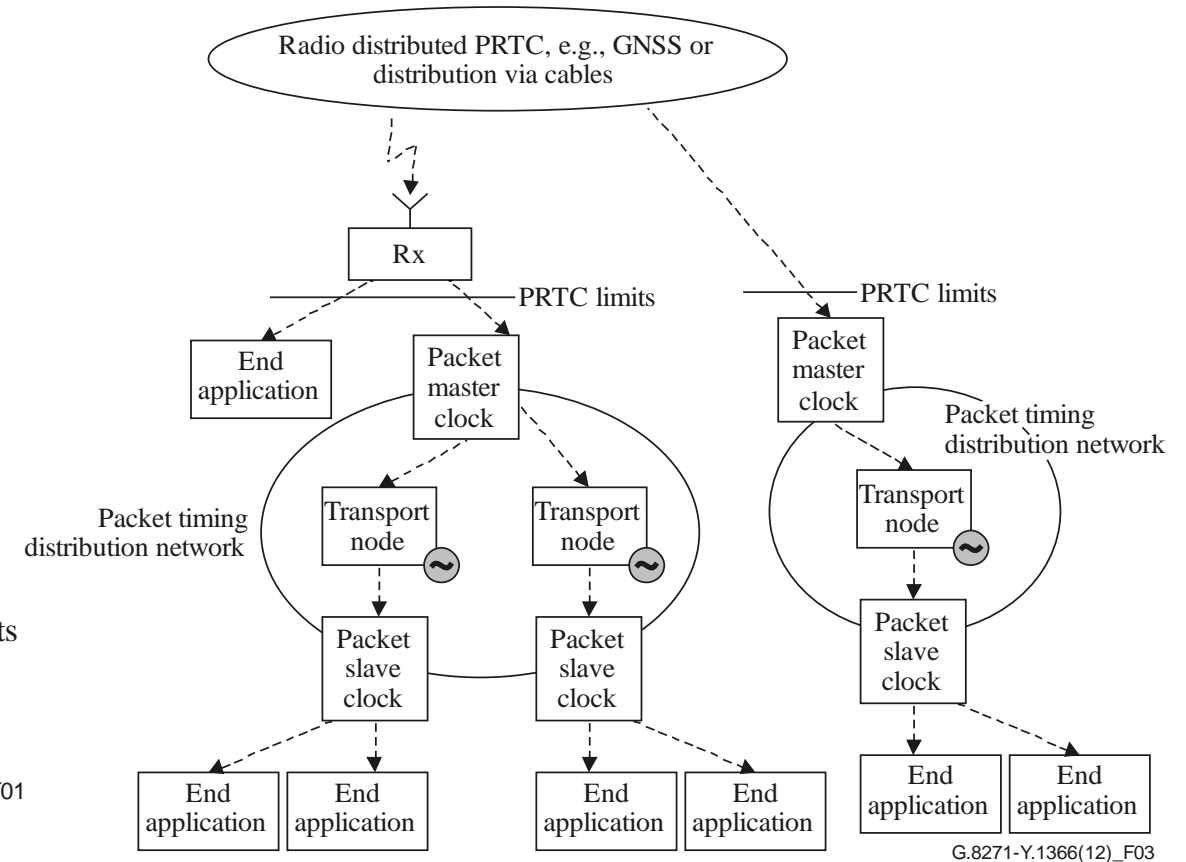 Radio distributed PRTC, e.g., GNSS or
distribution via cables
Rx
PRTC limits
PRTC limits
End
application
Packet
master
clock
Packet
master
clock
Packet timing
distribution network
Transport
node
Transport
node
Transport
node
Packet timing
distribution network
ts
Packet
slave
clock
Packet
slave
clock
Packet
slave
clock
End
application
End
application
End
application
End
application
End
application
End
application
01
G.8271-Y.1366(12)_F03